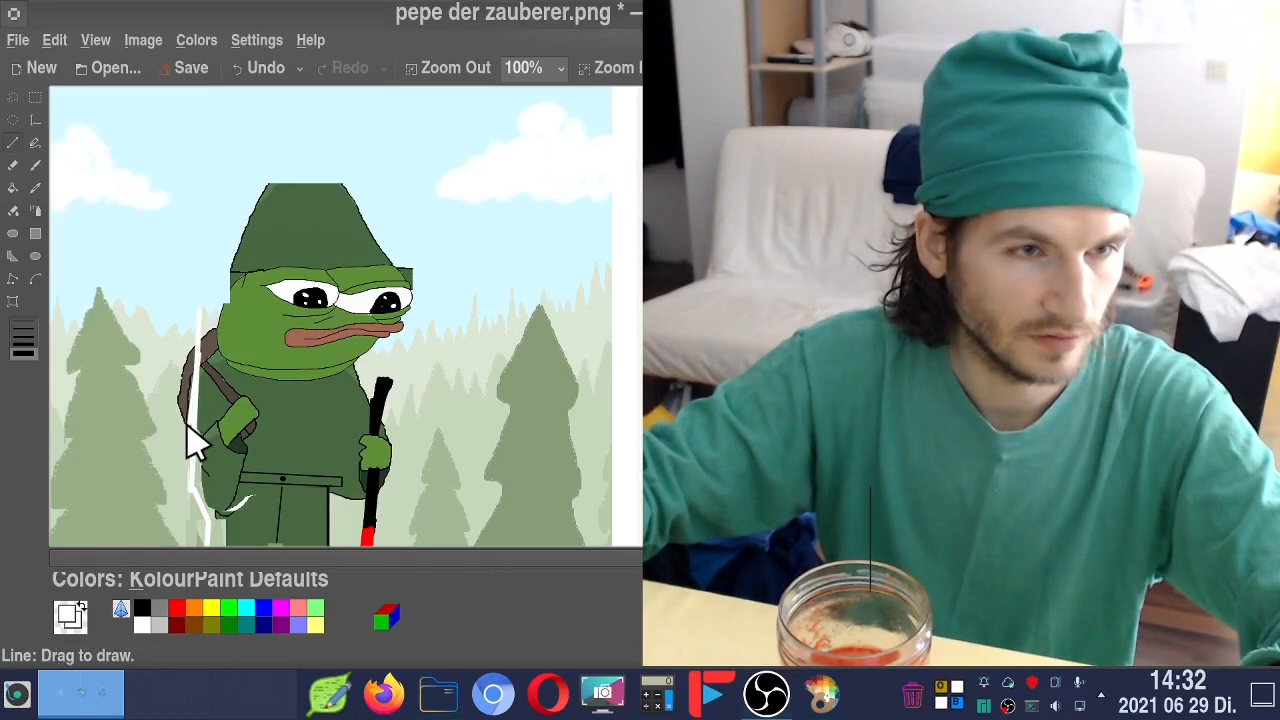 pepe der zauberer.png * —
File Edit View Image Colors Settings Help
New Open... Save Undo Redo Zoom Out 100% Zoom I
Colors: KolourPaint Defaults
Line: Drag to draw.
14:32
2021 06 29 Di.